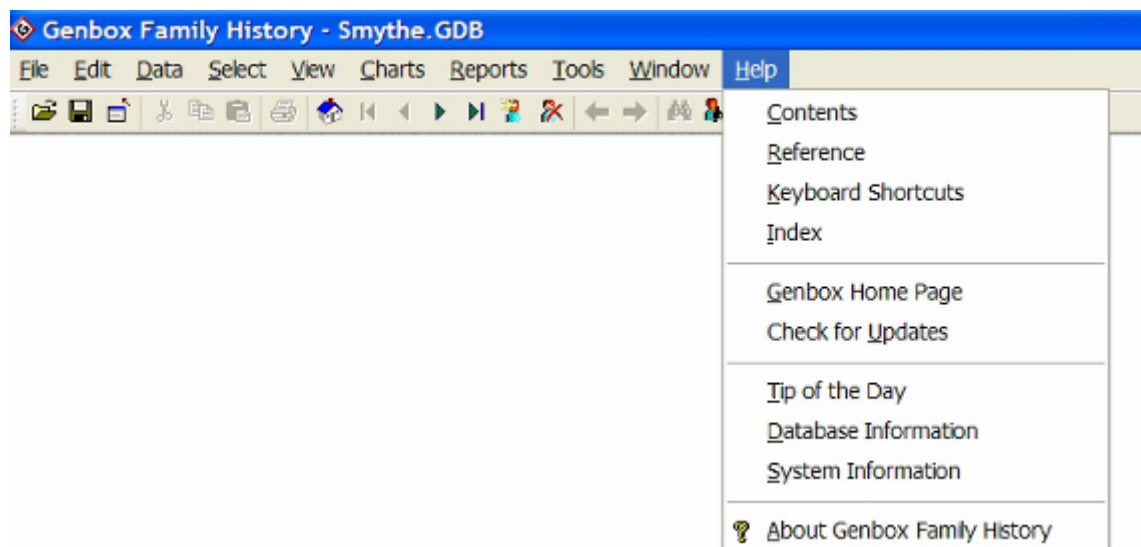 Genbox Family History - Smythe.GDB
File Edit Data Select View Charts Reports Tools Window Help
Contents
Reference
Keyboard Shortcuts
Index
Genbox Home Page
Check for Updates
Tip of the Day
Database Information
System Information
About Genbox Family History